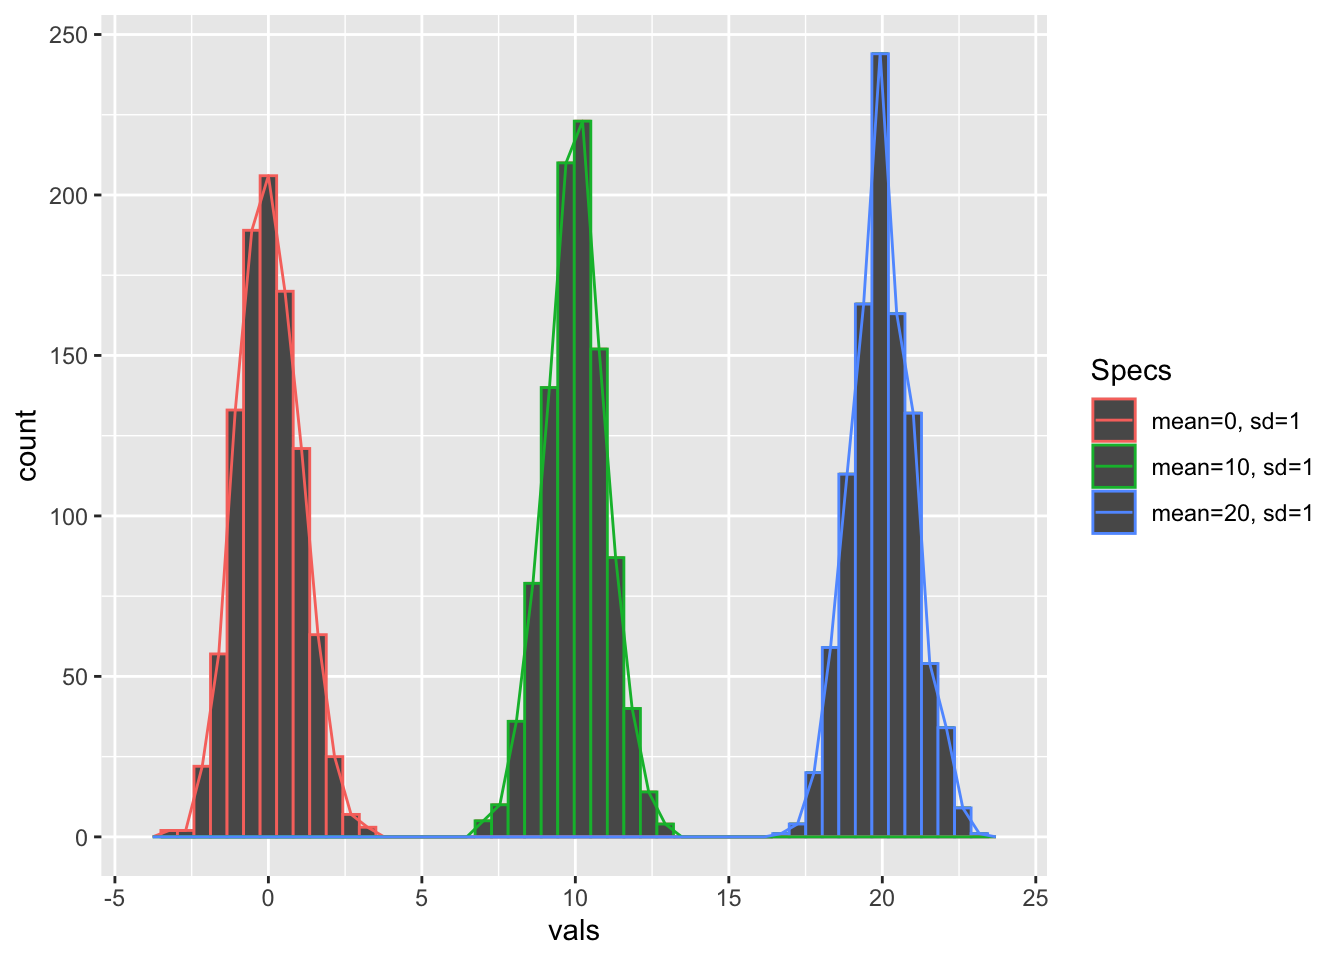 250
200
150
100
50
0
count
-5 0 5 10 15 20 25
vals
Specs
mean=0, sd=1
mean=10, sd=1
mean=20, sd=1